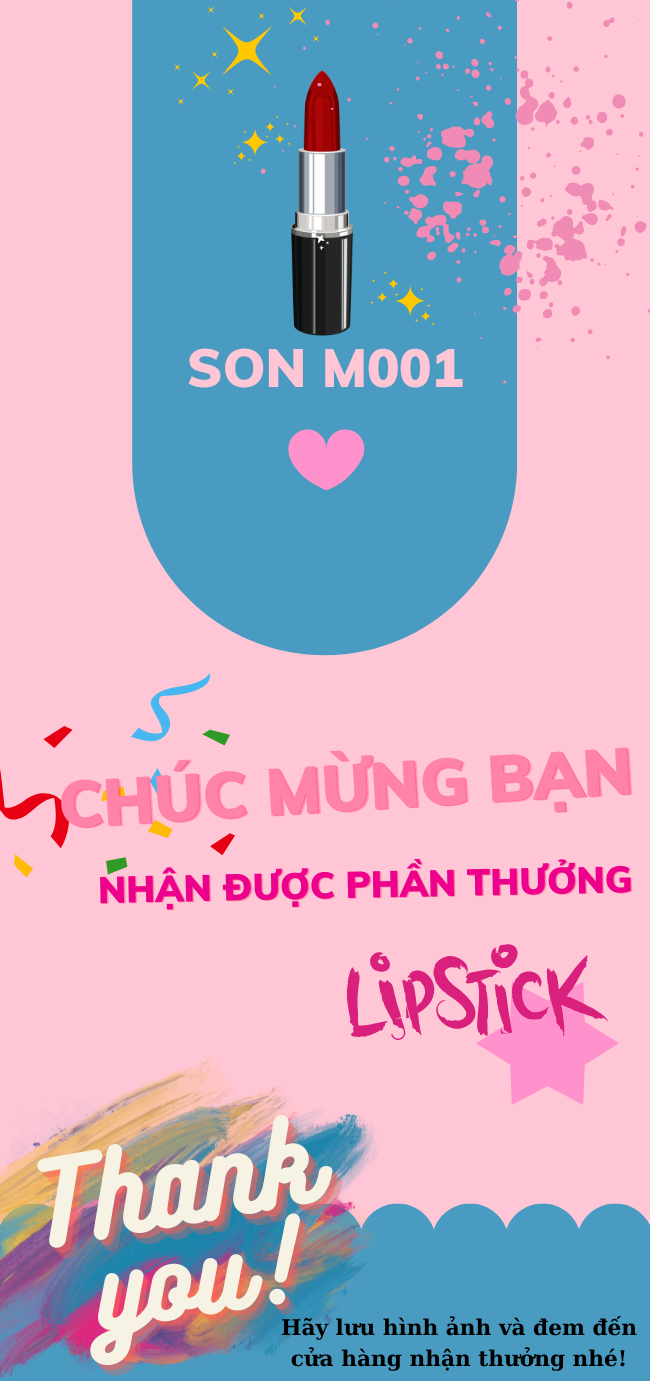 SON M001
CHÚC MỪNG BẠN
NHẬN ĐƯỢC PHẦN THƯỞNG
LiPSTiCK
Thank
you!
Hãy lưu hình ảnh và đem đến
cửa hàng nhận thưởng nhé!